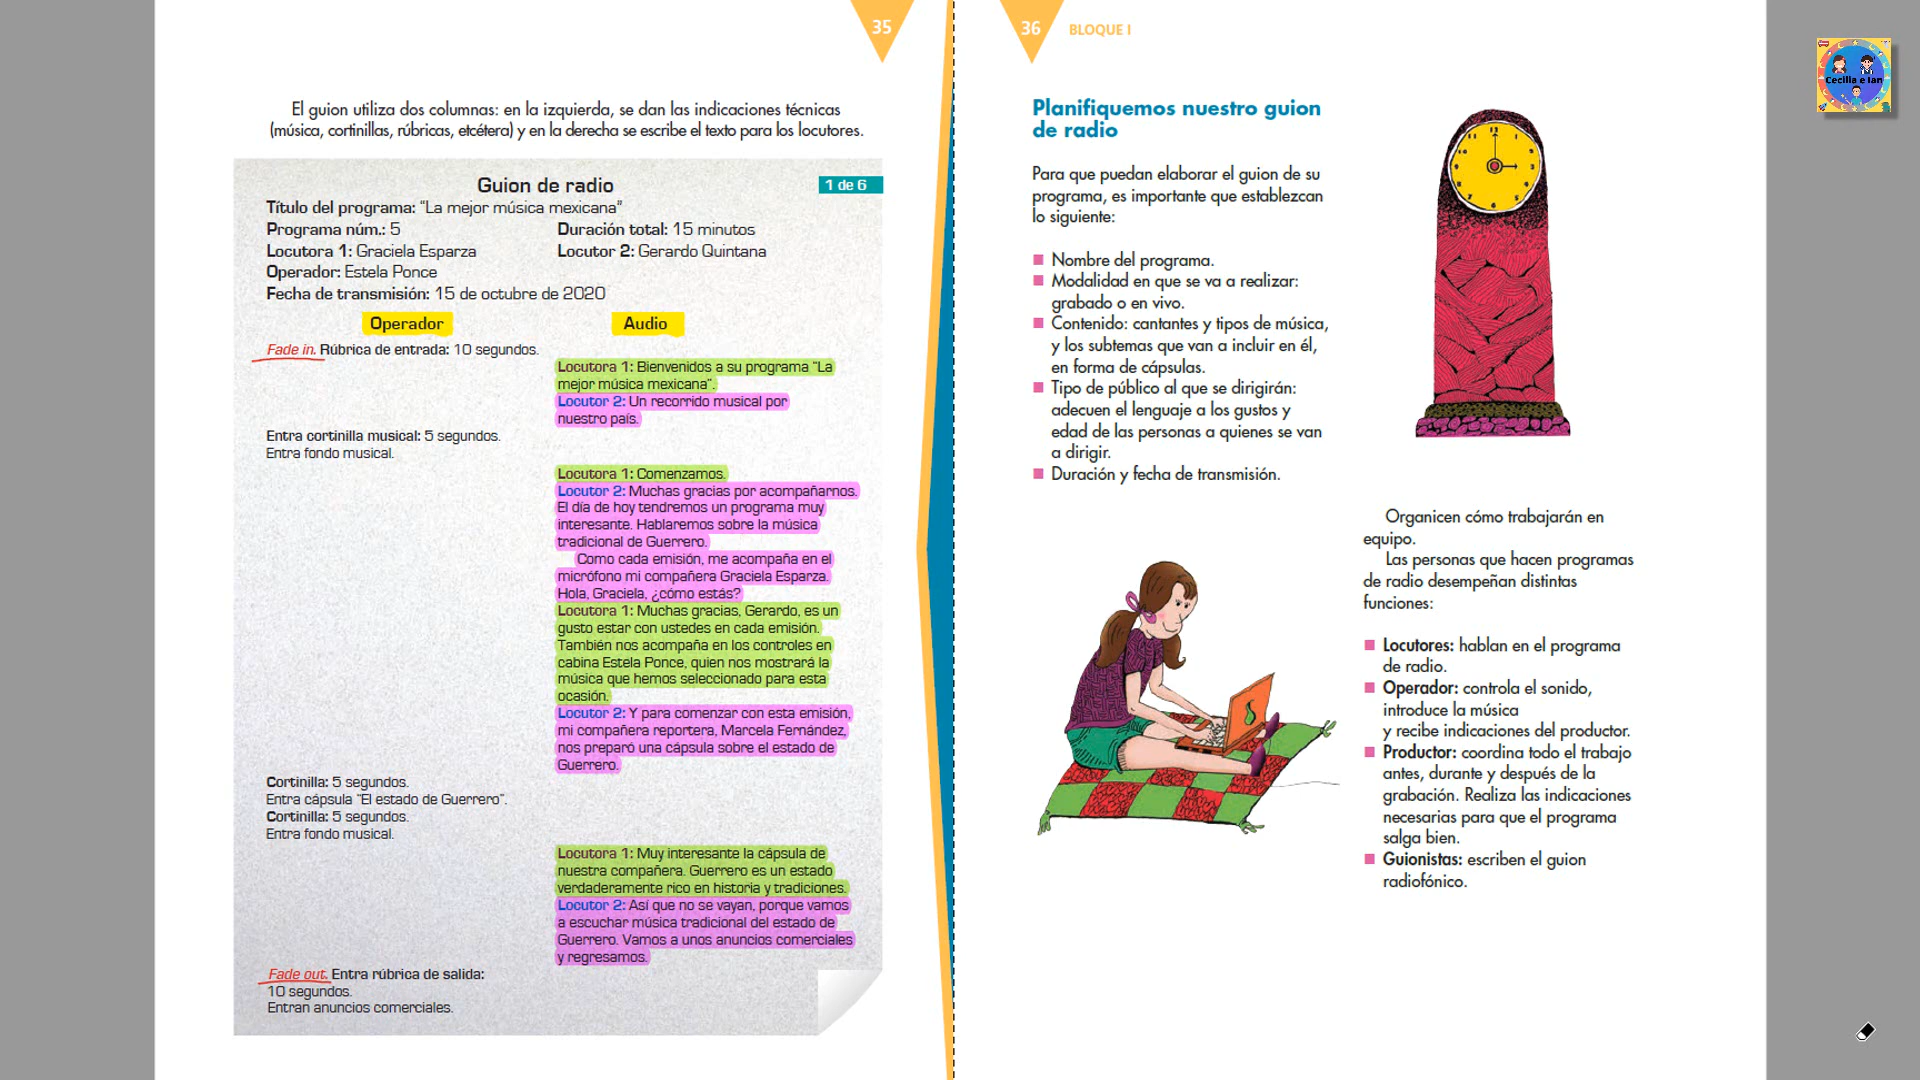 35
El guion utiliza dos columnas: en la izquierda, se dan las indicaciones técnicas
(música, cortinillas, rúbricas, etcétera) y en la derecha se escribe el texto para los locutores.
Guion de radio
1 de 6
Título del programa: “La mejor música mexicana”
Programa núm.: 5 Duración total: 15 minutos
Locutora 1: Graciela Esparza Locutor 2: Gerardo Quintana
Operador: Estela Ponce
Fecha de transmisión: 15 de octubre de 2020
Operador Audio
Fade in. Rúbrica de entrada: 10 segundos.
Locutora 1: Bienvenidos a su programa “La
mejor música mexicana”.
Locutor 2: Un recorrido musical por
nuestro país.
Entra cortinilla musical: 5 segundos.
Entra fondo musical.
Locutora 1: Comenzamos.
Locutor 2: Muchas gracias por acompañarnos.
El día de hoy tendremos un programa muy
interesante. Hablaremos sobre la música
tradicional de Guerrero.
Como cada emisión, me acompaña en el
micrófono mi compañera Graciela Esparza.
Hola, Graciela, ¿cómo estás?
Locutora 1: Muchas gracias, Gerardo, es un
gusto estar con ustedes en cada emisión.
También nos acompaña en los controles en
cabina Estela Ponce, quien nos mostrará la
música que hemos seleccionado para esta
ocasión.
Locutor 2: Y para comenzar con esta emisión,
mi compañera reportera, Marcela Fernández,
nos preparó una cápsula sobre el estado de
Guerrero.
Cortinilla: 5 segundos.
Entra cápsula “El estado de Guerrero”.
Cortinilla: 5 segundos.
Entra fondo musical.
Locutora 1: Muy interesante la cápsula de
nuestra compañera. Guerrero es un estado
verdaderamente rico en historia y tradiciones.
Locutor 2: Así que no se vayan, porque vamos
a escuchar música tradicional del estado de
Guerrero. Vamos a unos anuncios comerciales
y regresamos.
Fade out. Entra rúbrica de salida:
10 segundos.
Entran anuncios comerciales.
36 BLOQUE I
Planifiquemos nuestro guion
de radio
Para que puedan elaborar el guion de su
programa, es importante que establezcan
lo siguiente:
Nombre del programa.
Modalidad en que se va a realizar:
grabado o en vivo.
Contenido: cantantes y tipos de música,
y los subtemas que van a incluir en él,
en forma de cápsulas.
Tipo de público al que se dirigirán:
adecuen el lenguaje a los gustos y
edad de las personas a quienes se van
a dirigir.
Duración y fecha de transmisión.
Organicen cómo trabajarán en
equipo.
Las personas que hacen programas
de radio desempeñan distintas
funciones:
Locutores: hablan en el programa
de radio.
Operador: controla el sonido,
introduce la música
y recibe indicaciones del productor.
Productor: coordina todo el trabajo
antes, durante y después de la
grabación. Realiza las indicaciones
necesarias para que el programa
salga bien.
Guionistas: escriben el guion
radiofónico.
Cecilia e Ian